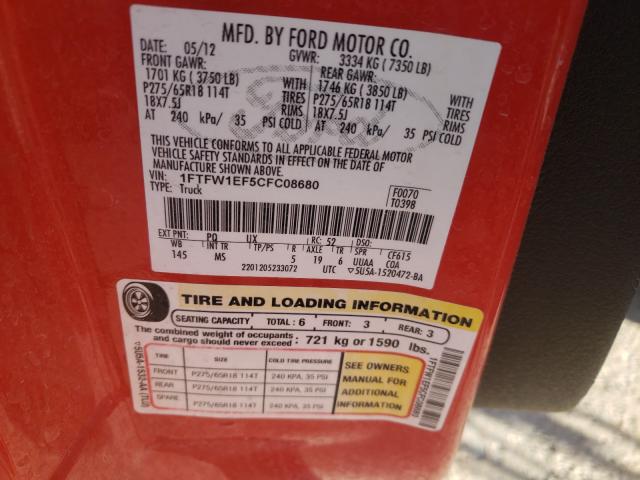 MFD. BY FORD MOTOR CO.
DATE: 05/12 GVWR: 3334 KG (7350 LB)
FRONT GAWR: REAR GAWR:
1701 KG (3750 LB) WITH 1746 KG (3850 LB) WITH
P275/65R18 114T TIRES P275/65R18 114T TIRES
18X7.5J RIMS 18X7.5J RIMS
AT 240 kPa/ 35 PSI COLD AT 240 kPa/ 35 PSI COLD
Ford
THIS VEHICLE CONFORMS TO ALL APPLICABLE FEDERAL MOTOR
VEHICLE SAFETY STANDARDS IN EFFECT ON THE DATE OF
MANUFACTURE SHOWN ABOVE.
VIN: 1FTFW1EF5CFC08680
TYPE: Truck
F0070
T0398
EXT PNT: PQ UX RC: 52 DSO:
WB INT TR TP/PS R AXLE TR SPR CF615
145 MS 5 19 6 UUAA COA
2201205233072 UTC ▽5U5A-1520472-BA
TIRE AND LOADING INFORMATION
SEATING CAPACITY TOTAL: 6 FRONT: 3 REAR: 3
The combined weight of occupants
and cargo should never exceed: 721 kg or 1590 lbs.
TIRE SIZE COLD TIRE PRESSURE
FRONT P275/65R18 114T 240 KPA, 35 PSI
REAR P275/65R18 114T 240 KPA, 35 PSI
SPARE P275/65R18 114T 240 KPA, 35 PSI
SEE OWNERS
MANUAL FOR
ADDITIONAL
INFORMATION
1FTFW1EF5CFC08680